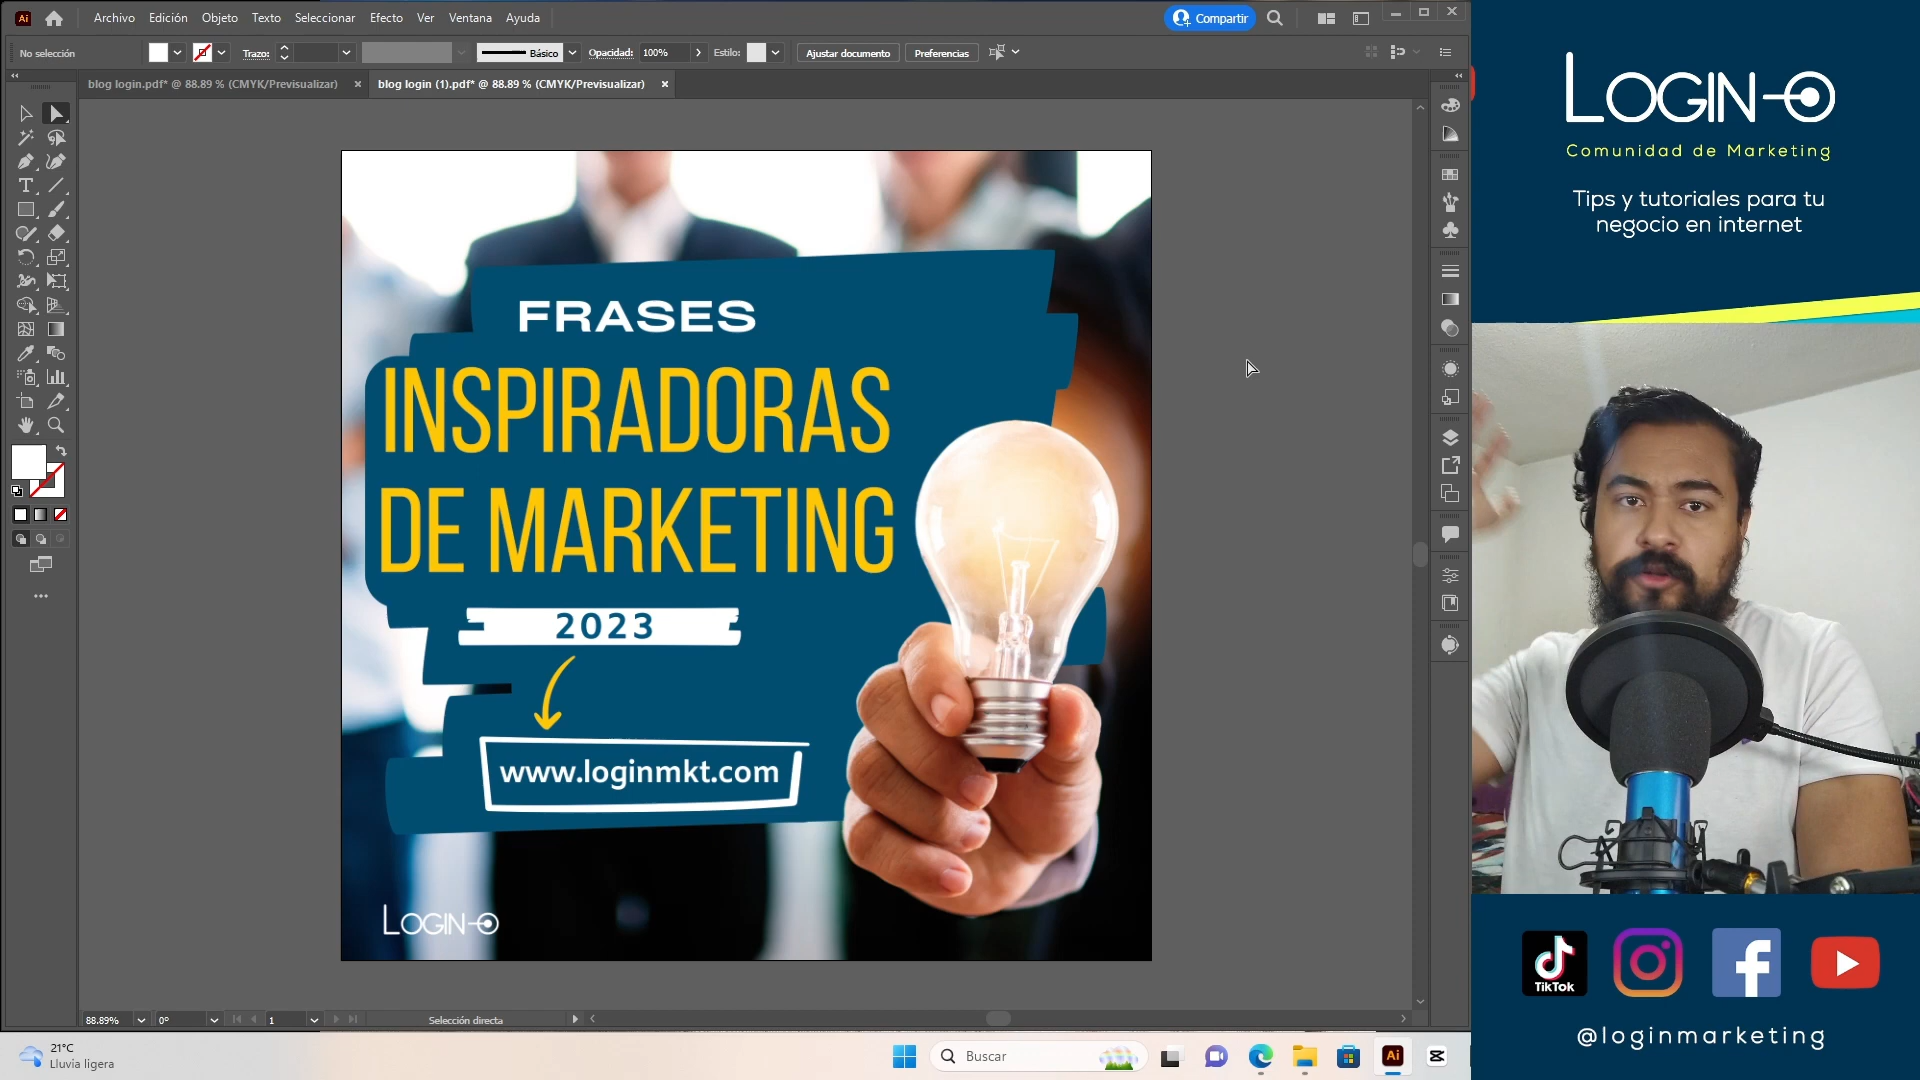 Ai Archivo Edición Objeto Texto Seleccionar Efecto Ver Ventana Ayuda Compartir
No selección Trazo: Básico Opacidad: 100% Estilo: Ajustar documento Preferencias
blog login.pdf* @ 88.89 % (CMYK/Previsualizar) × blog login (1).pdf* @ 88.89 % (CMYK/Previsualizar) ×
FRASES
INSPIRADORAS
DE MARKETING
2023
www.loginmkt.com
LOGIN-O
88.89% 0° 1 Selección directa
21°C
Lluvia ligera
Buscar
Ai
LOGIN-O
Comunidad de Marketing
Tips y tutoriales para tu
negocio en internet
TikTok
@loginmarketing